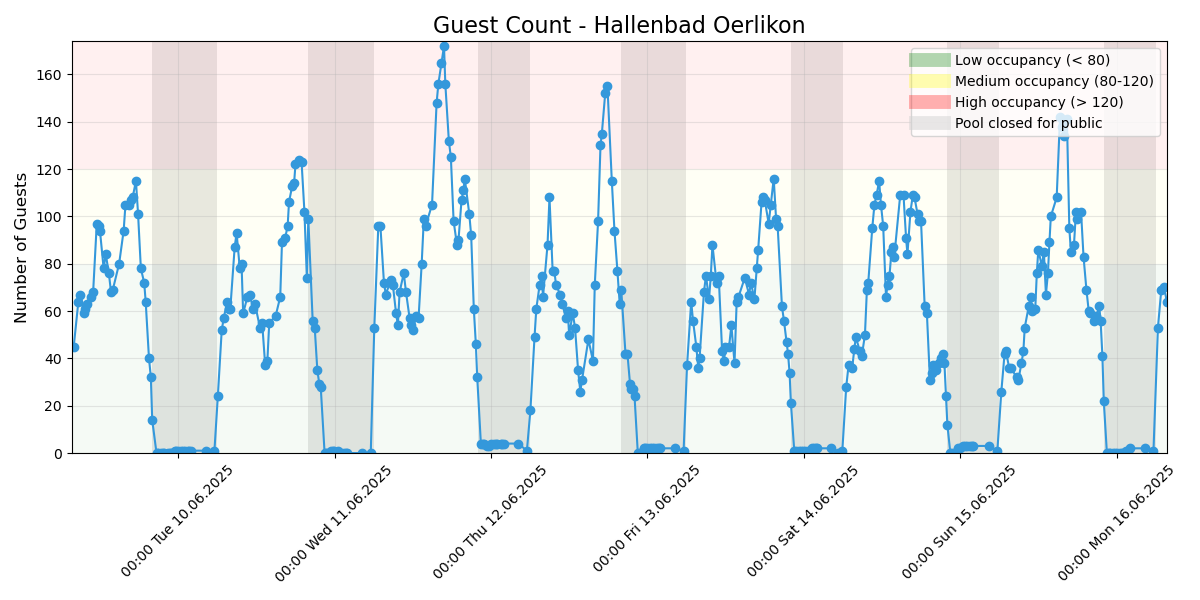 Guest Count - Hallenbad Oerlikon
Low occupancy (< 80)
Medium occupancy (80-120)
High occupancy (> 120)
Pool closed for public
Number of Guests
160
140
120
100
80
60
40
20
0
00:00 Tue 10.06.2025
00:00 Wed 11.06.2025
00:00 Thu 12.06.2025
00:00 Fri 13.06.2025
00:00 Sat 14.06.2025
00:00 Sun 15.06.2025
00:00 Mon 16.06.2025